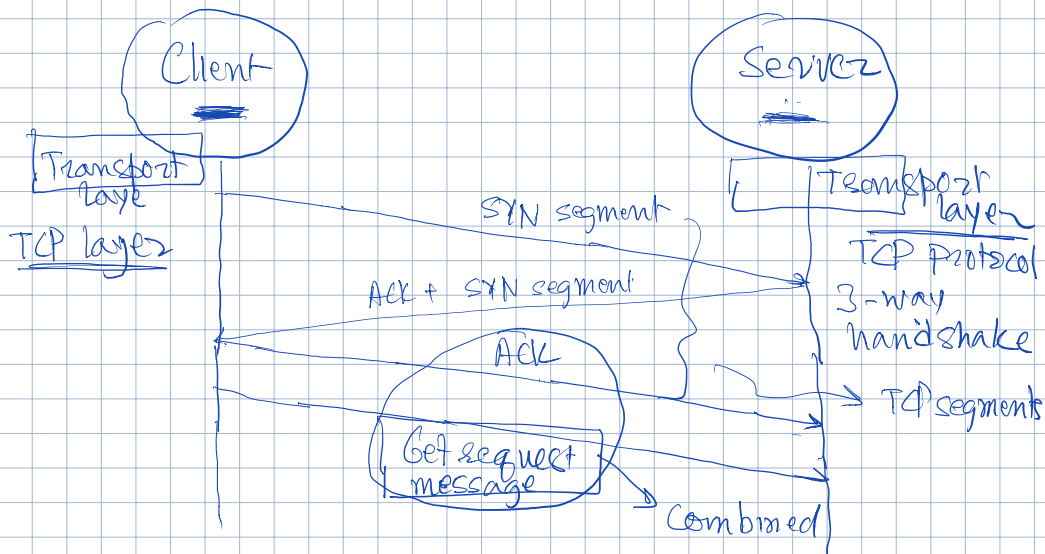 Client
Server
Transport
laye
TCP layer
Transport
layer
TCP protocol
3-way
handshake
SYN segment
ACK + SYN segment
ACK
TCP segments
Get request
message
Combined